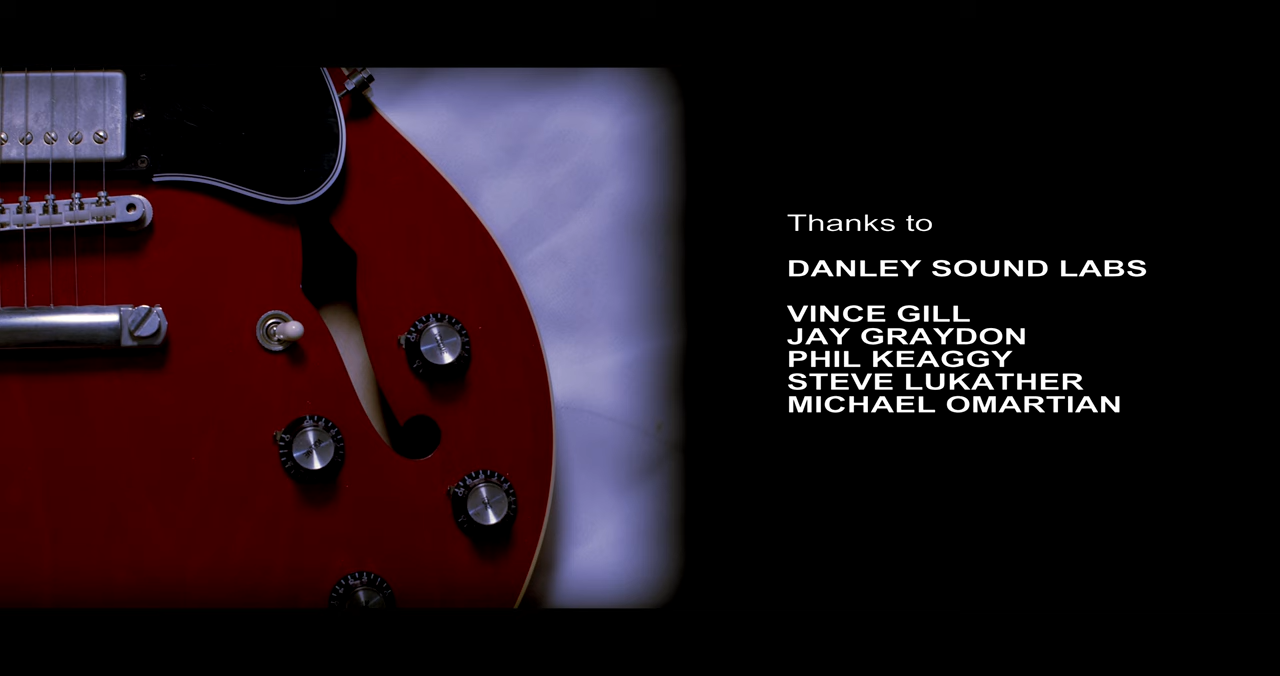 Thanks to
DANLEY SOUND LABS
VINCE GILL
JAY GRAYDON
PHIL KEAGGY
STEVE LUKATHER
MICHAEL OMARTIAN